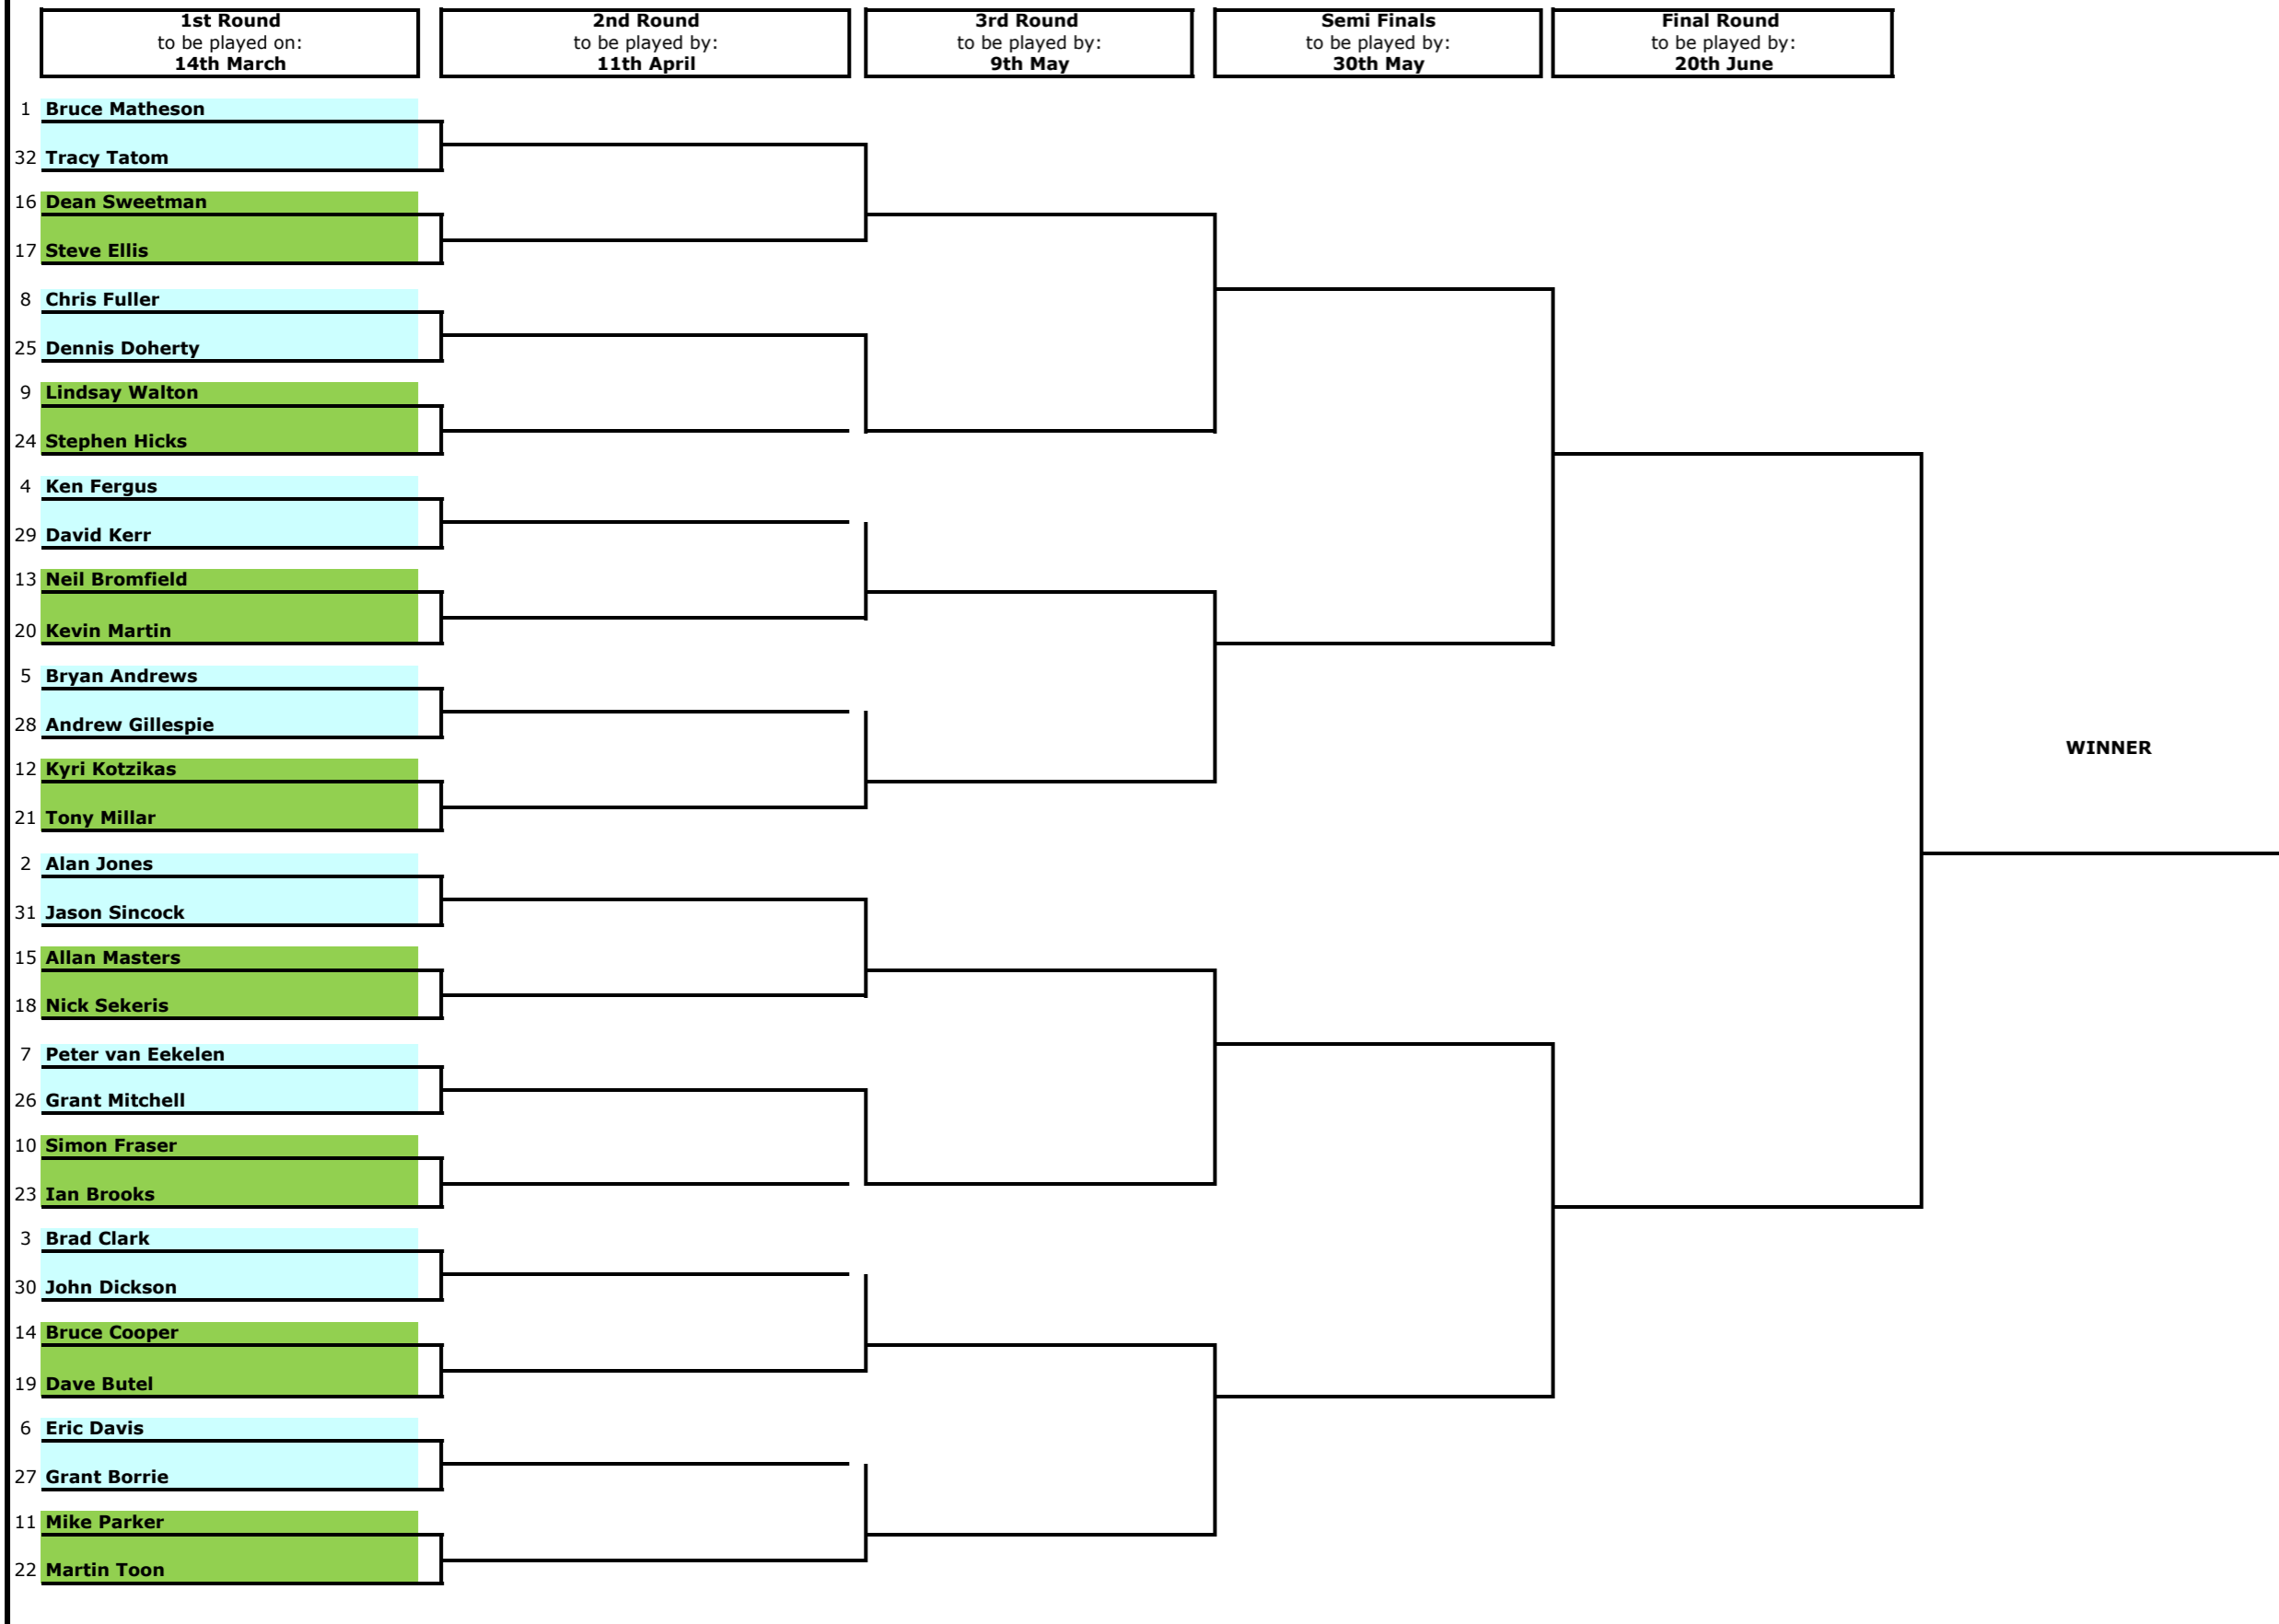 1st Round
to be played on:
14th March
2nd Round
to be played by:
11th April
3rd Round
to be played by:
9th May
Semi Finals
to be played by:
30th May
Final Round
to be played by:
20th June
1 Bruce Matheson
32 Tracy Tatom
16 Dean Sweetman
17 Steve Ellis
8 Chris Fuller
25 Dennis Doherty
9 Lindsay Walton
24 Stephen Hicks
4 Ken Fergus
29 David Kerr
13 Neil Bromfield
20 Kevin Martin
5 Bryan Andrews
28 Andrew Gillespie
WINNER
12 Kyri Kotzikas
21 Tony Millar
2 Alan Jones
31 Jason Sincock
15 Allan Masters
18 Nick Sekeris
7 Peter van Eekelen
26 Grant Mitchell
10 Simon Fraser
23 Ian Brooks
3 Brad Clark
30 John Dickson
14 Bruce Cooper
19 Dave Butel
6 Eric Davis
27 Grant Borrie
11 Mike Parker
22 Martin Toon